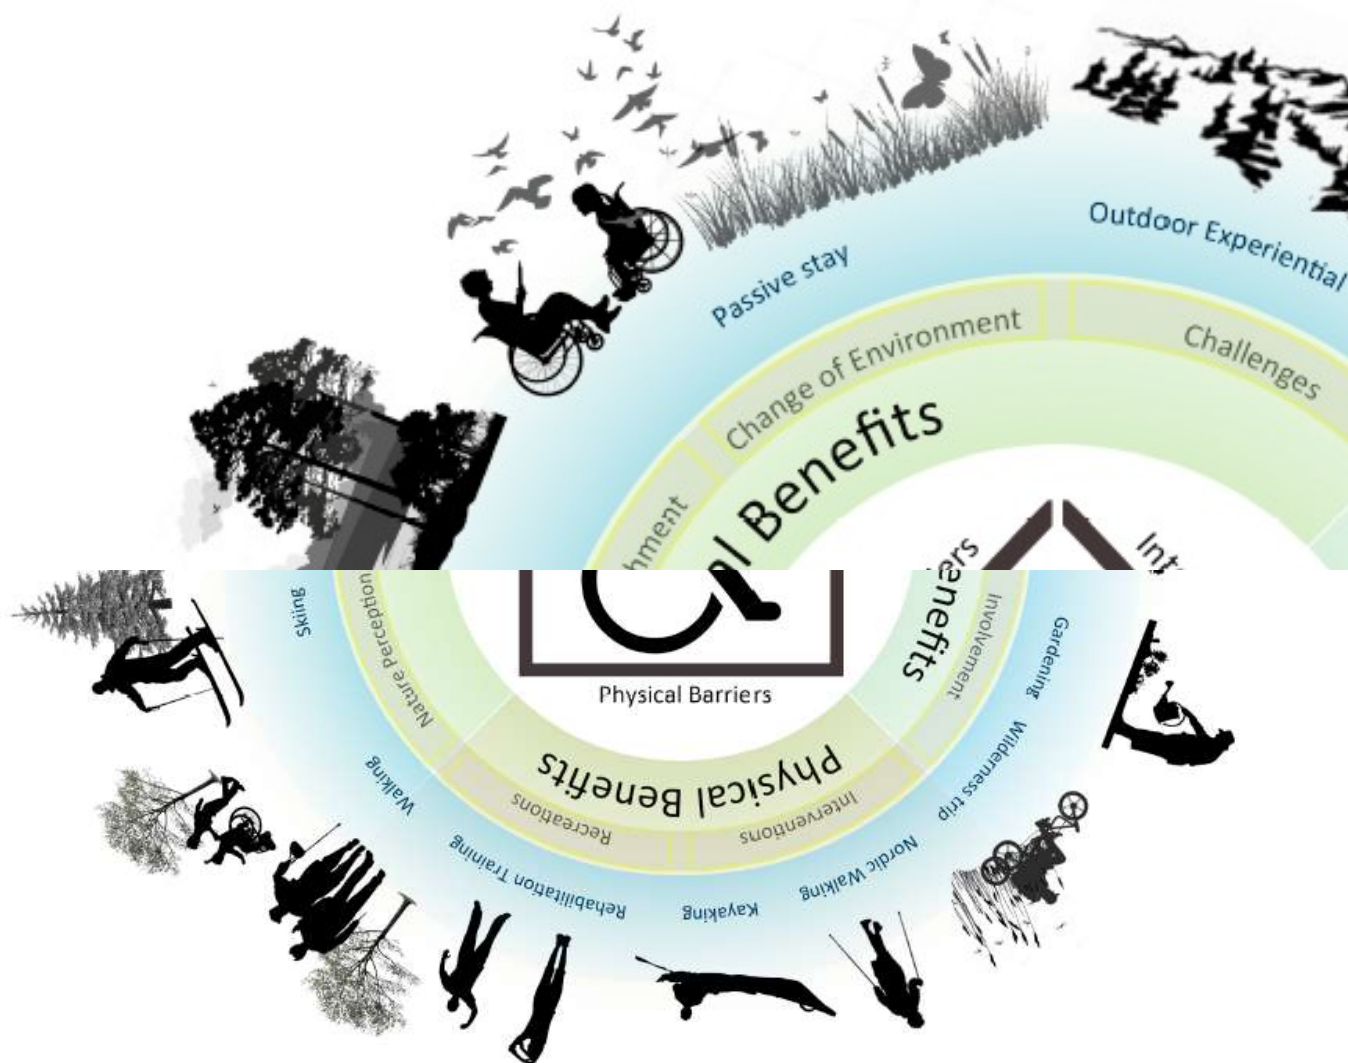 Passive stay
Outdoor Experiential
Change of Environment
Challenges
Benefits
Skiing
Nature Perception
Physical Barriers
Involvement
Gardening
Walking
Physical Benefits
Wilderness trip
Recreations
Interventions
Rehabiliitation Training
Kayaking
Nordic Walking